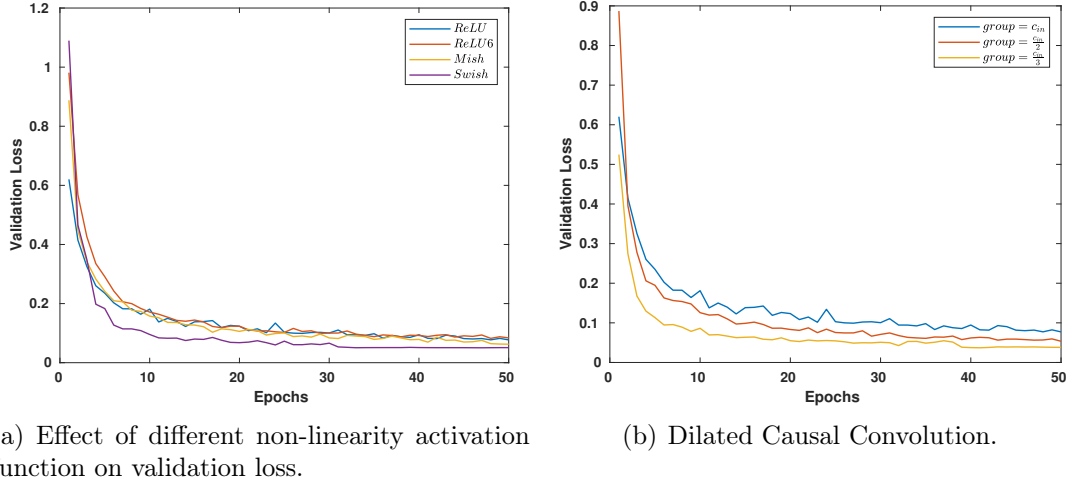 1.2
1
0.8
0.6
0.4
0.2
0
0 10 20 30 40 50
Validation Loss
Epochs
ReLU
ReLU6
Mish
Swish
0.9
0.8
0.7
0.6
0.5
0.4
0.3
0.2
0.1
0
0 10 20 30 40 50
Validation Loss
Epochs
group = c_in
group = c_in/2
group = c_in/3
a) Effect of different non-linearity activation
unction on validation loss.
(b) Dilated Causal Convolution.